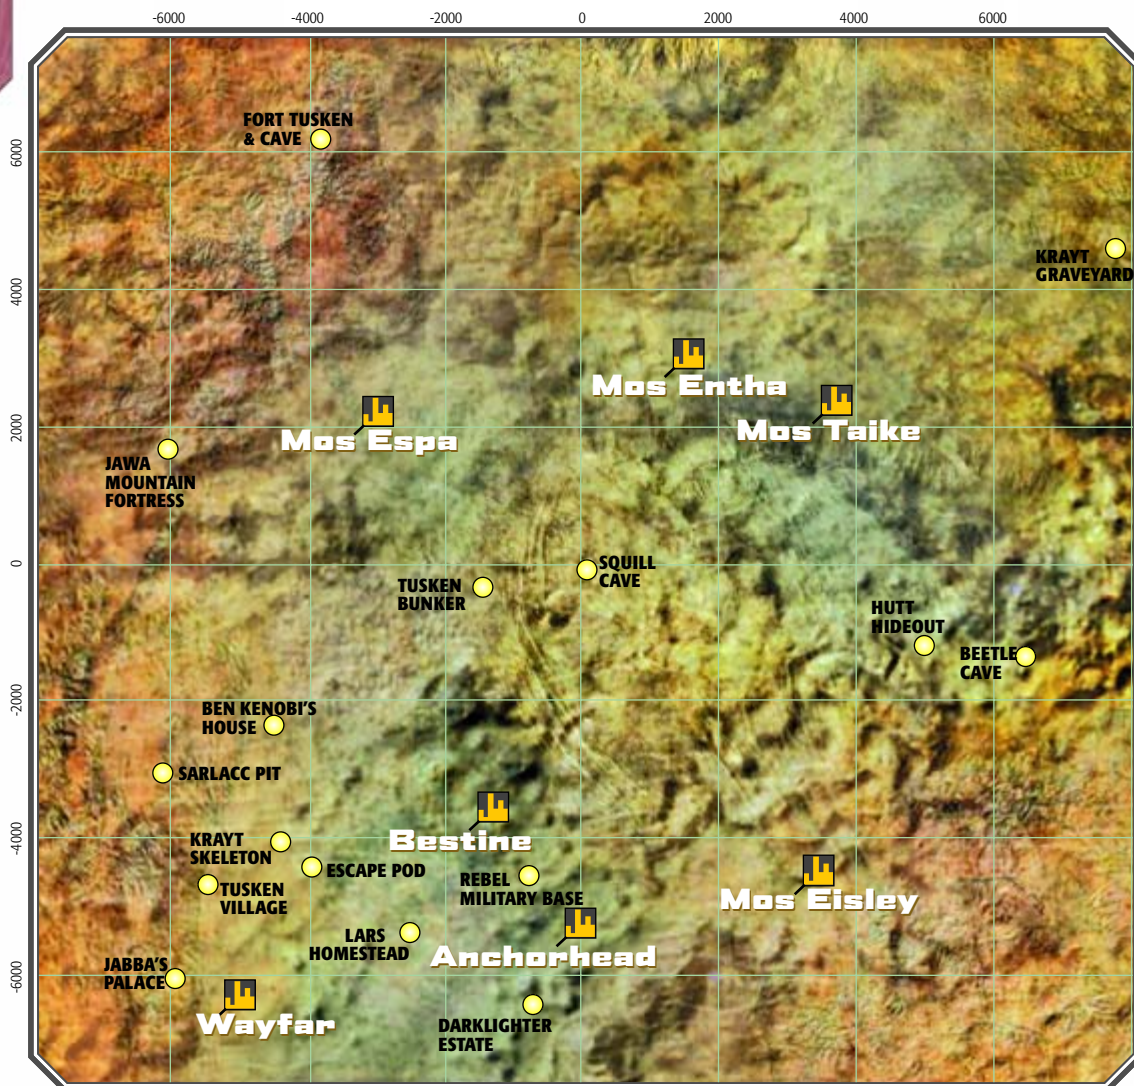 -6000 -4000 -2000 0 2000 4000 6000
6000
4000
2000
0
-2000
-4000
-6000
FORT TUSKEN
& CAVE
KRAYT
GRAVEYARD
Mos Entha
Mos Taike
Mos Espa
JAWA
MOUNTAIN
FORTRESS
SQUILL
CAVE
TUSKEN
BUNKER
HUTT
HIDEOUT
BEETLE
CAVE
BEN KENOBI'S
HOUSE
SARLACC PIT
KRAYT
SKELETON
Bestine
ESCAPE POD
TUSKEN
VILLAGE
REBEL
MILITARY BASE
Mos Eisley
LARS
HOMESTEAD
Anchorhead
JABBA'S
PALACE
Wayfar
DARKLIGHTER
ESTATE